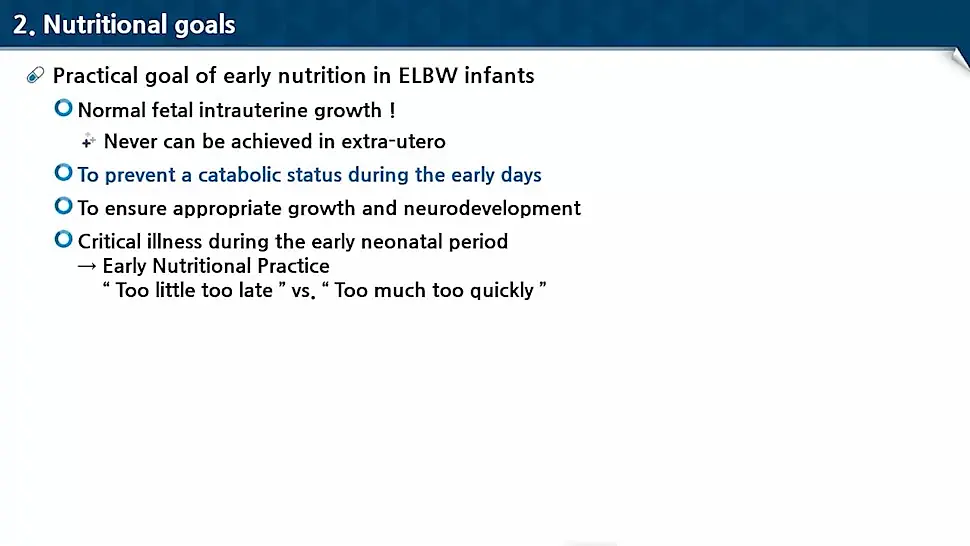 2. Nutritional goals
Practical goal of early nutrition in ELBW infants
Normal fetal intrauterine growth !
Never can be achieved in extra-utero
To prevent a catabolic status during the early days
To ensure appropriate growth and neurodevelopment
Critical illness during the early neonatal period
→ Early Nutritional Practice
“ Too little too late ” vs. “ Too much too quickly ”